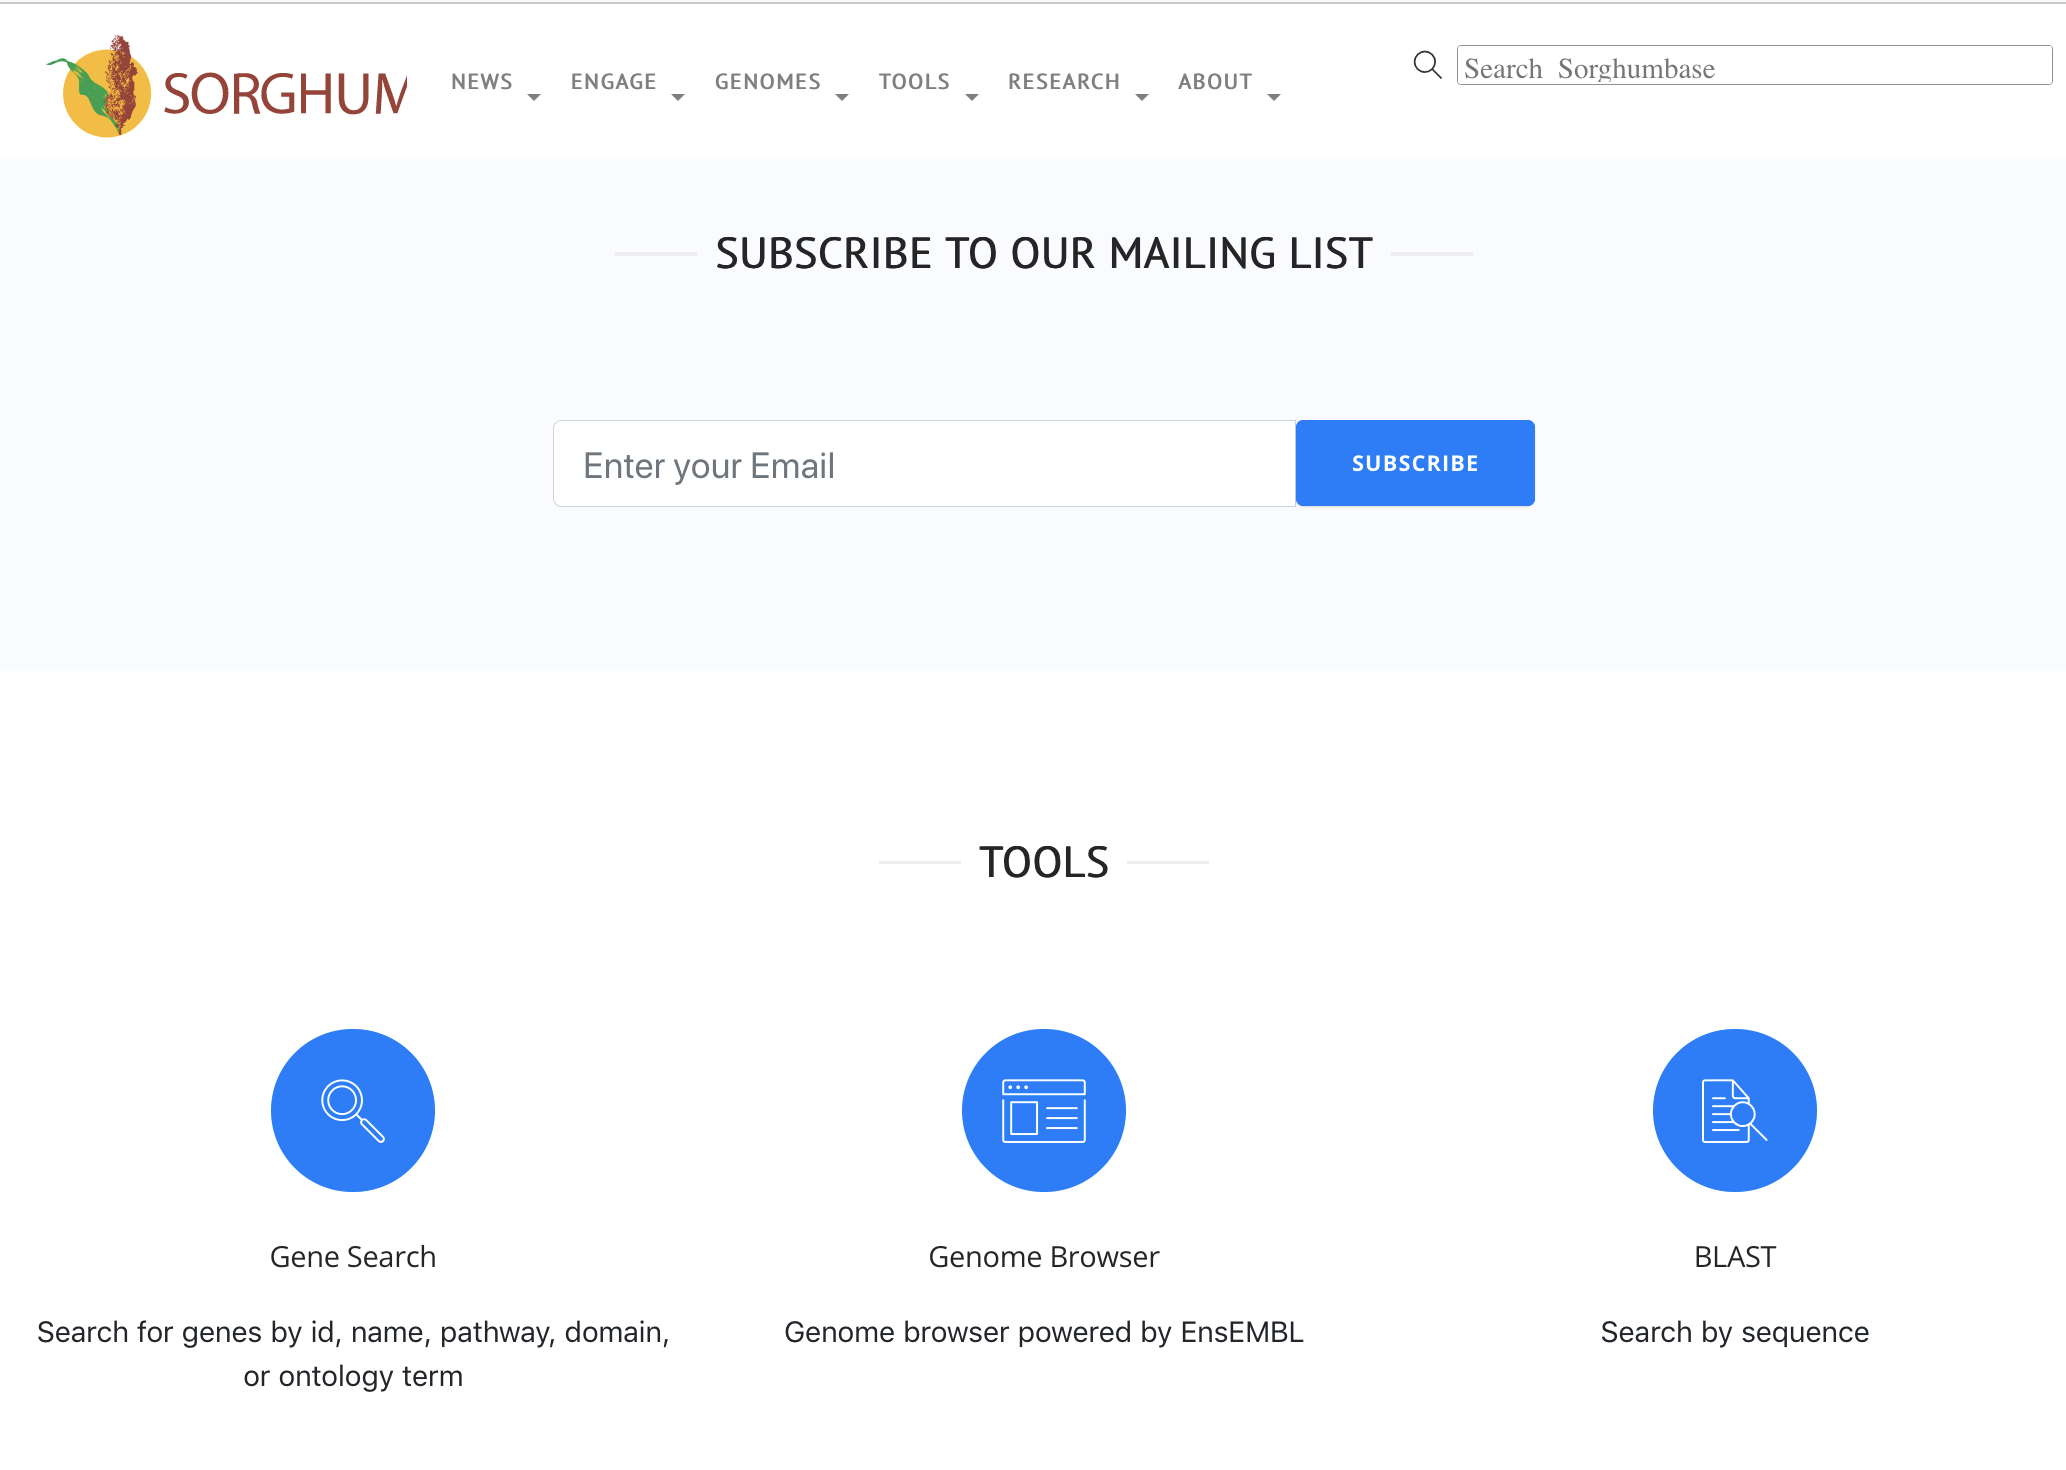 SORGHUM
NEWS ENGAGE GENOMES TOOLS RESEARCH ABOUT
Search Sorghumbase
SUBSCRIBE TO OUR MAILING LIST
Enter your Email
SUBSCRIBE
TOOLS
Gene Search
Search for genes by id, name, pathway, domain,
or ontology term
Genome Browser
Genome browser powered by EnsEMBL
BLAST
Search by sequence